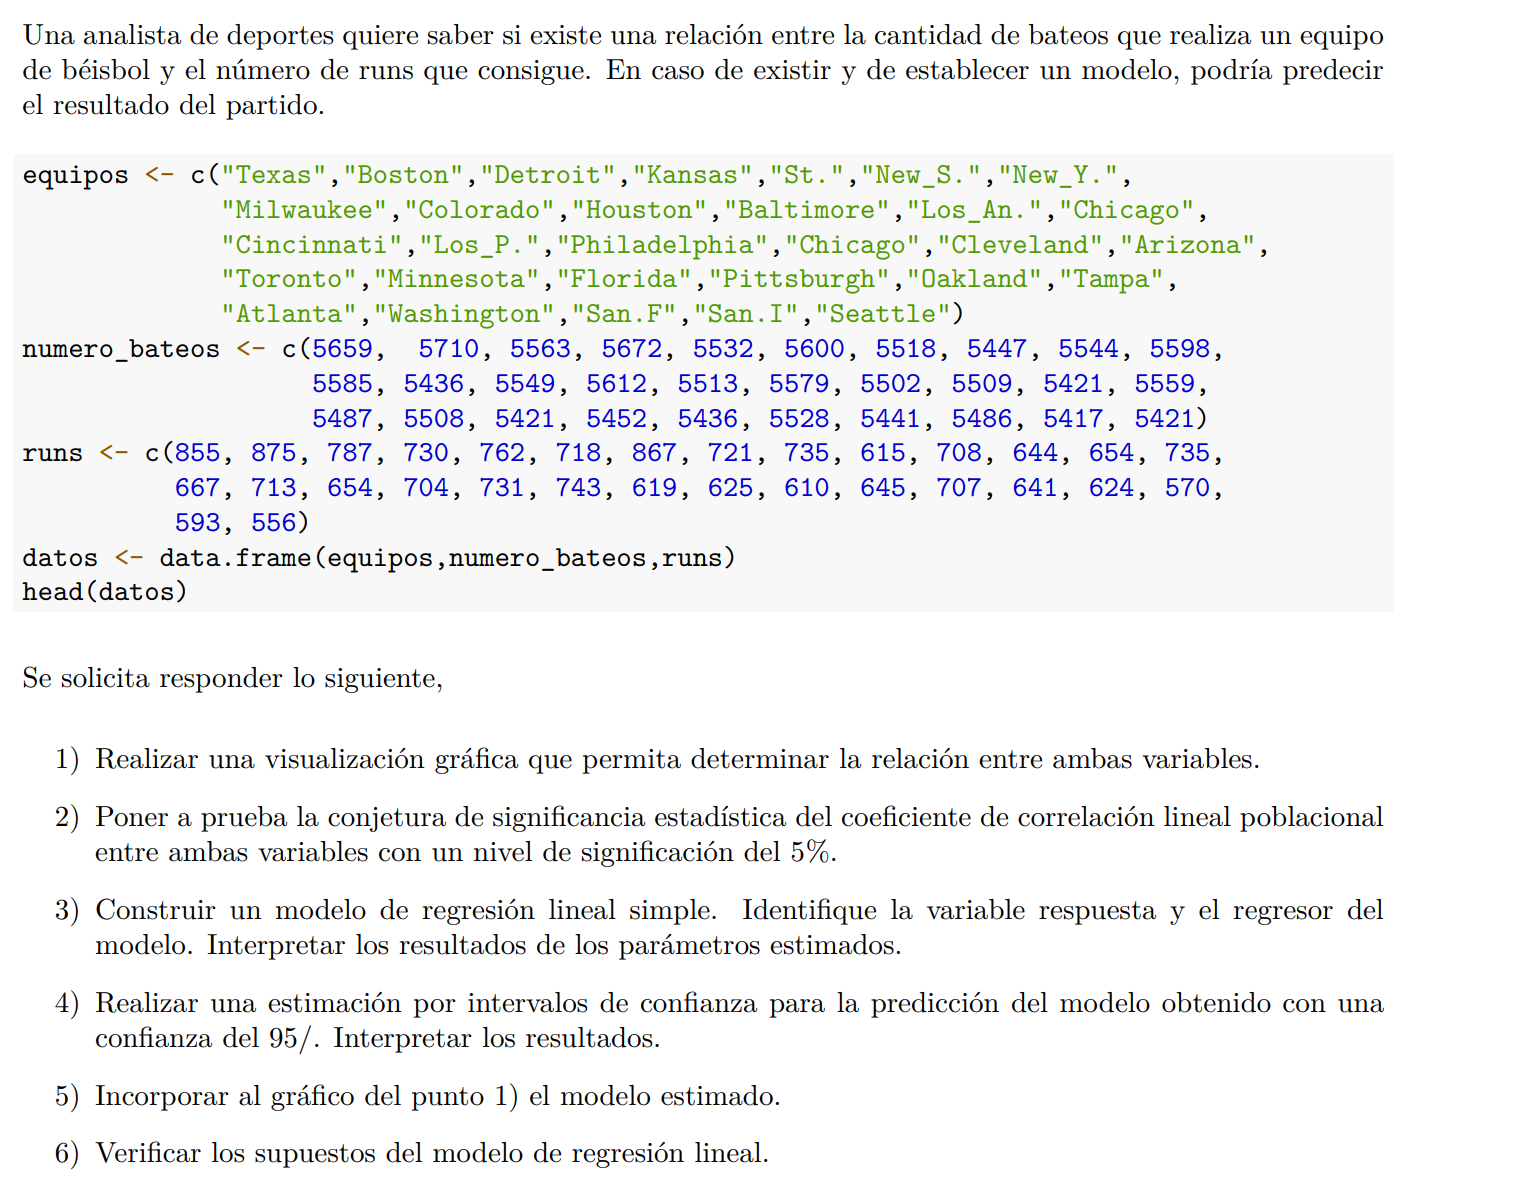 Una analista de deportes quiere saber si existe una relación entre la cantidad de bateos que realiza un equipo
de béisbol y el número de runs que consigue. En caso de existir y de establecer un modelo, podría predecir
el resultado del partido.
equipos <- c("Texas","Boston","Detroit","Kansas","St.","New_S.","New_Y.",
"Milwaukee","Colorado","Houston","Baltimore","Los_An.","Chicago",
"Cincinnati","Los_P.","Philadelphia","Chicago","Cleveland","Arizona",
"Toronto","Minnesota","Florida","Pittsburgh","Oakland","Tampa",
"Atlanta","Washington","San.F","San.I","Seattle")
numero_bateos <- c(5659,  5710, 5563, 5672, 5532, 5600, 5518, 5447, 5544, 5598,
5585, 5436, 5549, 5612, 5513, 5579, 5502, 5509, 5421, 5559,
5487, 5508, 5421, 5452, 5436, 5528, 5441, 5486, 5417, 5421)
runs <- c(855, 875, 787, 730, 762, 718, 867, 721, 735, 615, 708, 644, 654, 735,
667, 713, 654, 704, 731, 743, 619, 625, 610, 645, 707, 641, 624, 570,
593, 556)
datos <- data.frame(equipos,numero_bateos,runs)
head(datos)
Se solicita responder lo siguiente,
1) Realizar una visualización gráfica que permita determinar la relación entre ambas variables.
2) Poner a prueba la conjetura de significancia estadística del coeficiente de correlación lineal poblacional
entre ambas variables con un nivel de significación del 5%.
3) Construir un modelo de regresión lineal simple. Identifique la variable respuesta y el regresor del
modelo. Interpretar los resultados de los parámetros estimados.
4) Realizar una estimación por intervalos de confianza para la predicción del modelo obtenido con una
confianza del 95/. Interpretar los resultados.
5) Incorporar al gráfico del punto 1) el modelo estimado.
6) Verificar los supuestos del modelo de regresión lineal.